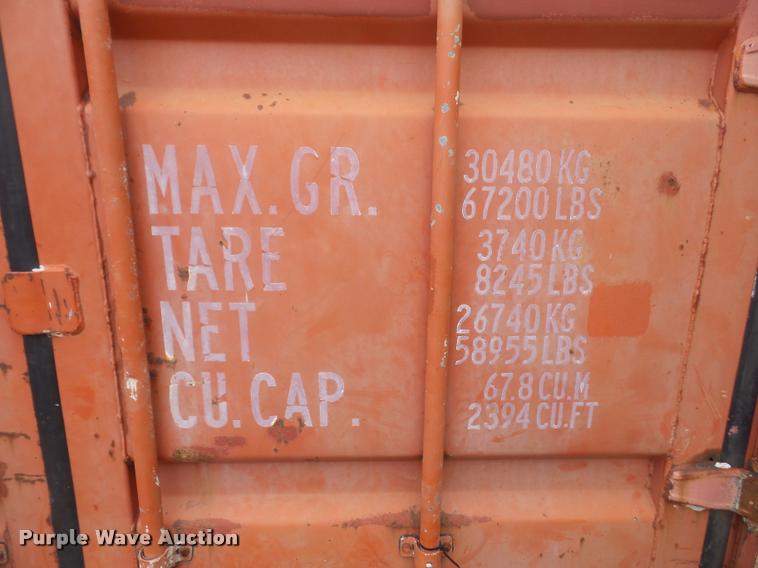 MAX. GR. 30480 KG
67200 LBS
TARE 3740 KG
8245 LBS
NET 26740 KG
58955 LBS
CU. CAP. 67.8 CU.M
2394 CU.FT
Purple Wave Auction